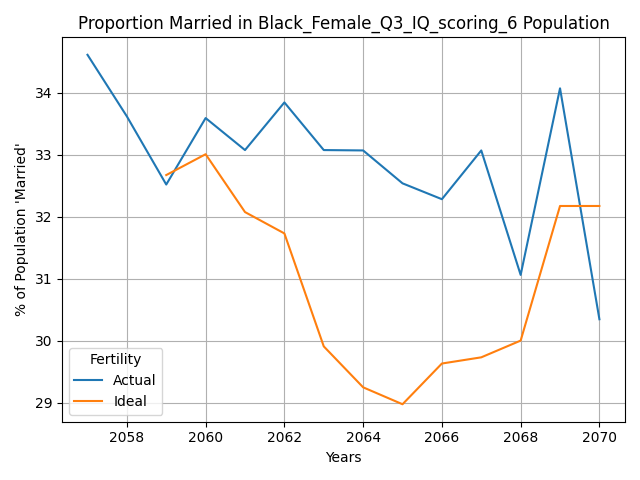 Proportion Married in Black_Female_Q3_IQ_scoring_6 Population
% of Population 'Married'
34
33
32
31
30
29
Fertility
Actual
Ideal
2058 2060 2062 2064 2066 2068 2070
Years